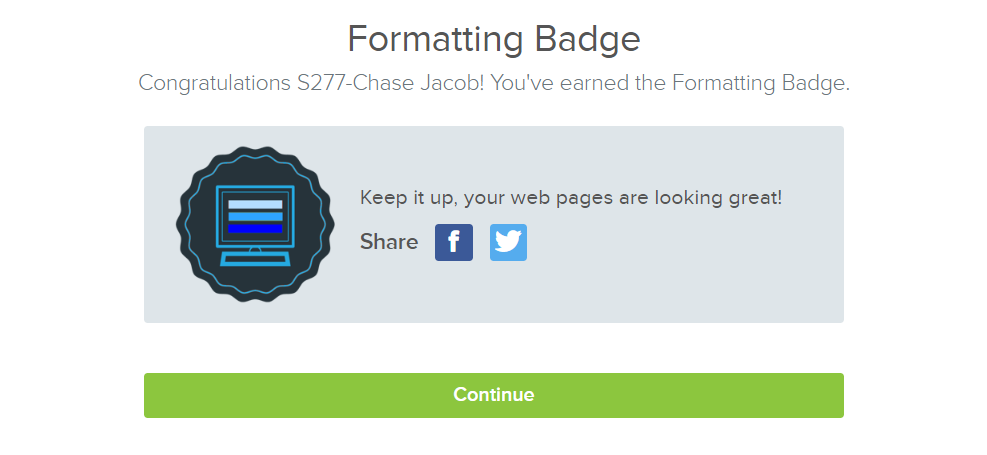 Formatting Badge
Congratulations S277-Chase Jacob! You've earned the Formatting Badge.
Keep it up, your web pages are looking great!
Share
Continue